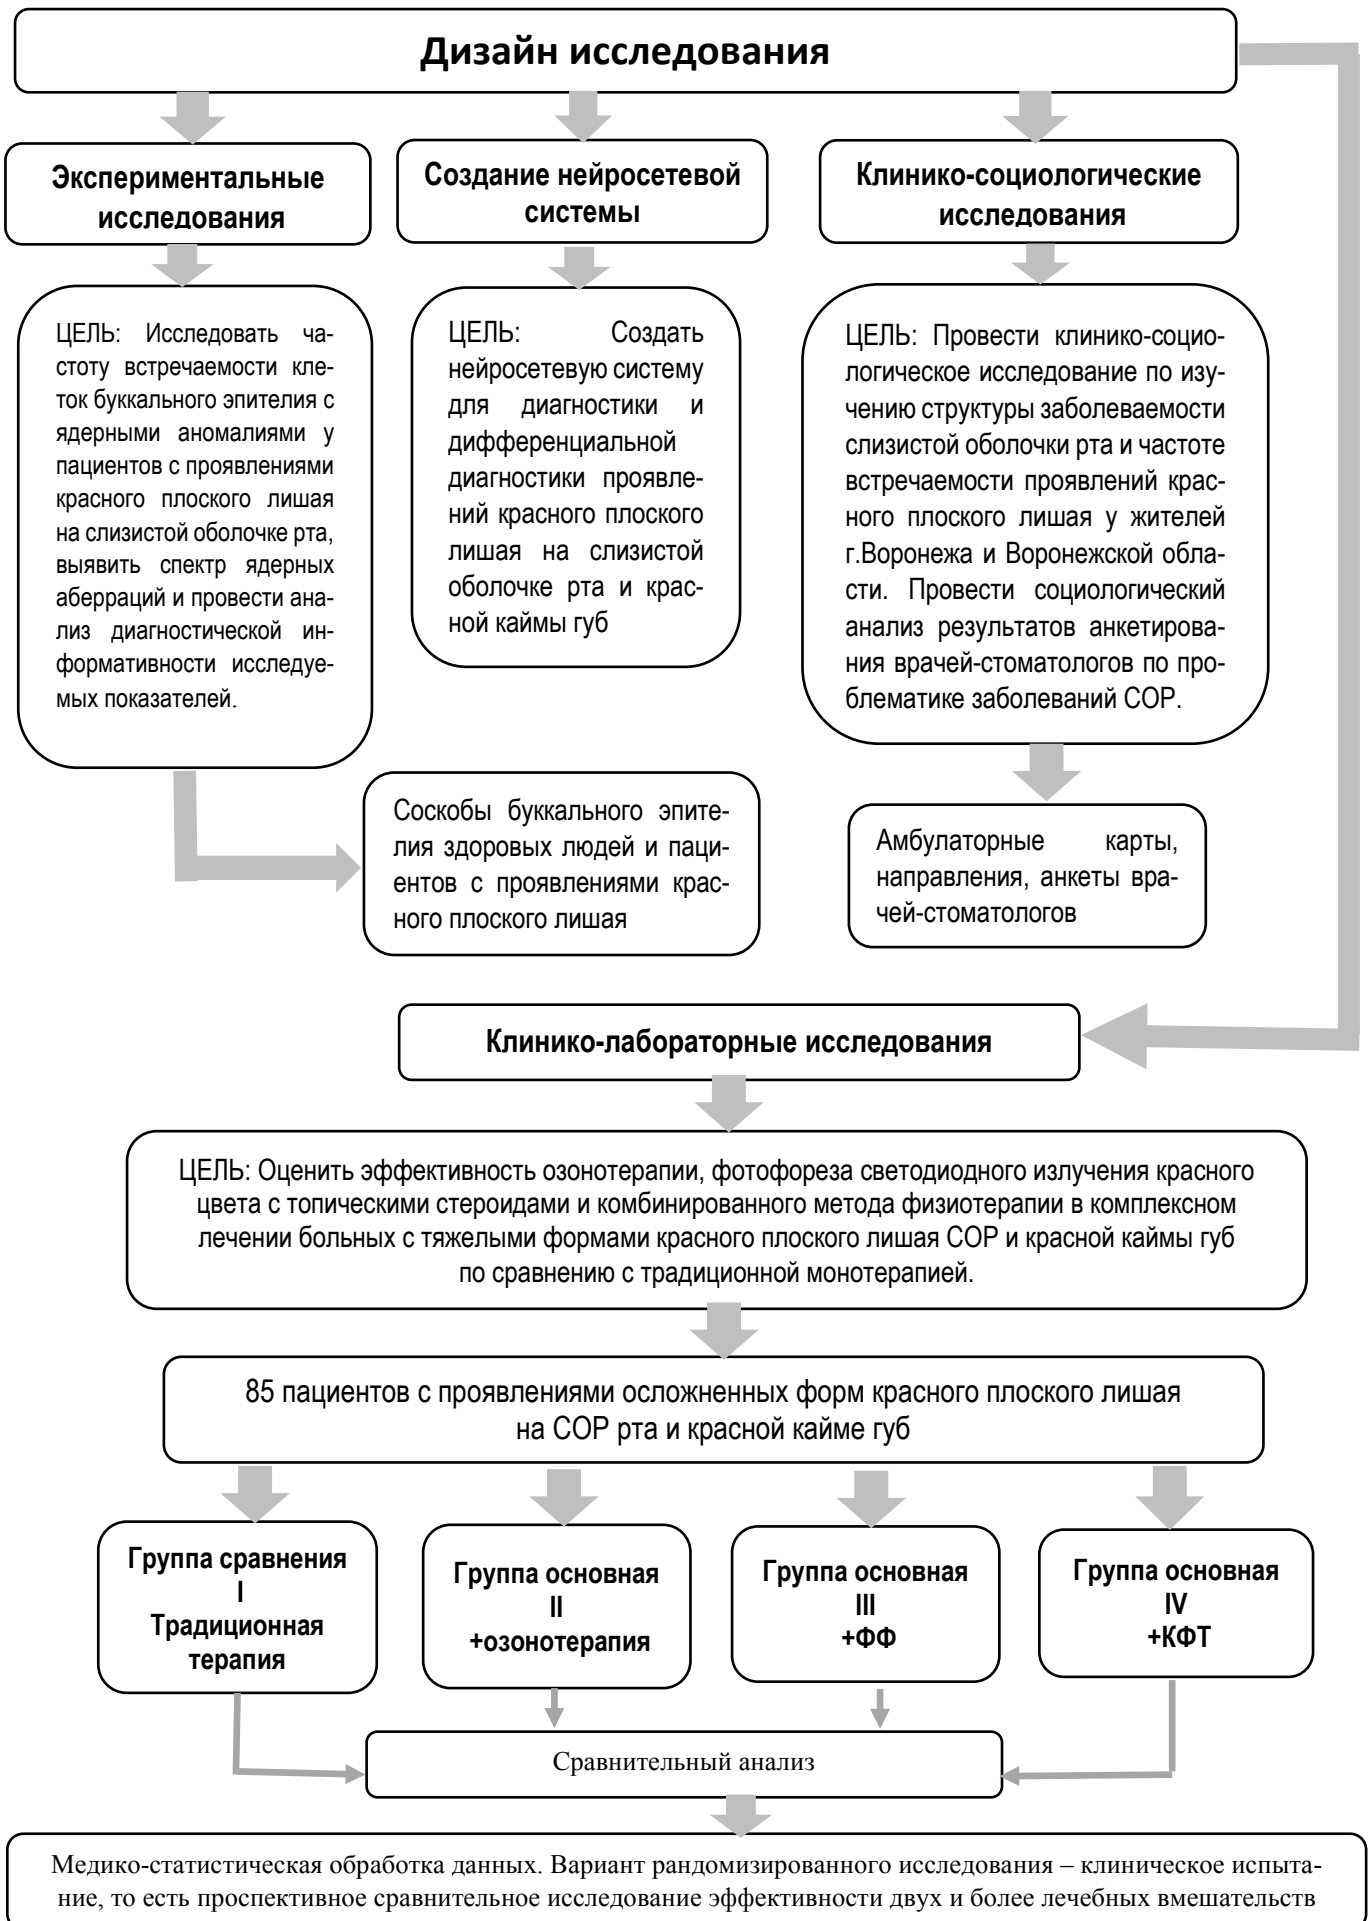 Дизайн исследования
Экспериментальные
исследования
Создание нейросетевой
системы
Клинико-социологические
исследования
ЦЕЛЬ: Исследовать ча-
стоту встречаемости кле-
ток буккального эпителия с
ядерными аномалиями у
пациентов с проявлениями
красного плоского лишая
на слизистой оболочке рта,
выявить спектр ядерных
аберраций и провести ана-
лиз диагностической ин-
формативности исследуе-
мых показателей.
ЦЕЛЬ: Создать
нейросетевую систему
для диагностики и
дифференциальной
диагностики проявле-
ний красного плоского
лишая на слизистой
оболочке рта и крас-
ной каймы губ
ЦЕЛЬ: Провести клинико-социо-
логическое исследование по изу-
чению структуры заболеваемости
слизистой оболочки рта и частоте
встречаемости проявлений крас-
ного плоского лишая у жителей
г.Воронежа и Воронежской обла-
сти. Провести социологический
анализ результатов анкетирова-
ния врачей-стоматологов по про-
блематике заболеваний СОР.
Соскобы буккального эпите-
лия здоровых людей и паци-
ентов с проявлениями крас-
ного плоского лишая
Амбулаторные карты,
направления, анкеты вра-
чей-стоматологов
Клинико-лабораторные исследования
ЦЕЛЬ: Оценить эффективность озонотерапии, фотофореза светодиодного излучения красного
цвета с топическими стероидами и комбинированного метода физиотерапии в комплексном
лечении больных с тяжелыми формами красного плоского лишая СОР и красной каймы губ
по сравнению с традиционной монотерапией.
85 пациентов с проявлениями осложненных форм красного плоского лишая
на СОР рта и красной кайме губ
Группа сравнения
I
Традиционная
терапия
Группа основная
II
+озонотерапия
Группа основная
III
+ФФ
Группа основная
IV
+КФТ
Сравнительный анализ
Медико-статистическая обработка данных. Вариант рандомизированного исследования – клиническое испыта-
ние, то есть проспективное сравнительное исследование эффективности двух и более лечебных вмешательств